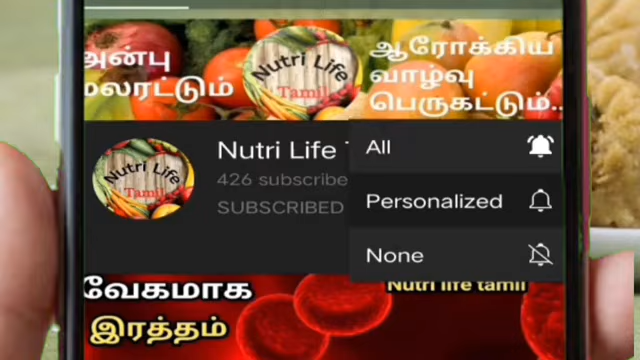 அன்பு
மலரட்டும்
Nutri Life
Tamil
ஆரோக்கிய
வாழ்வு
பெருகட்டும்..
Nutri Life
Tamil
Nutri Life
426 subscribe
SUBSCRIBED
All
Personalized
None
வேகமாக
இரத்தம்
Nutri life tamil